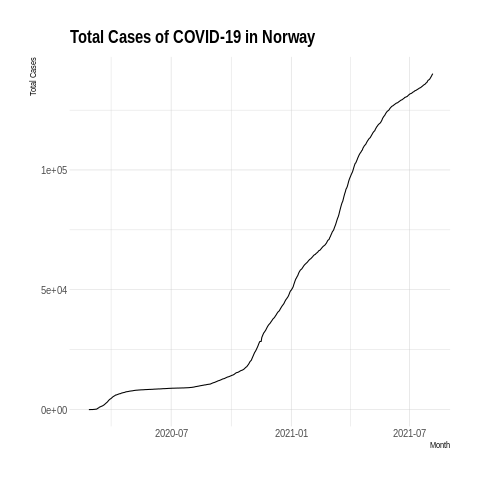 Total Cases of COVID-19 in Norway
Total Cases
1e+05
5e+04
0e+00
2020-07
2021-01
2021-07
Month